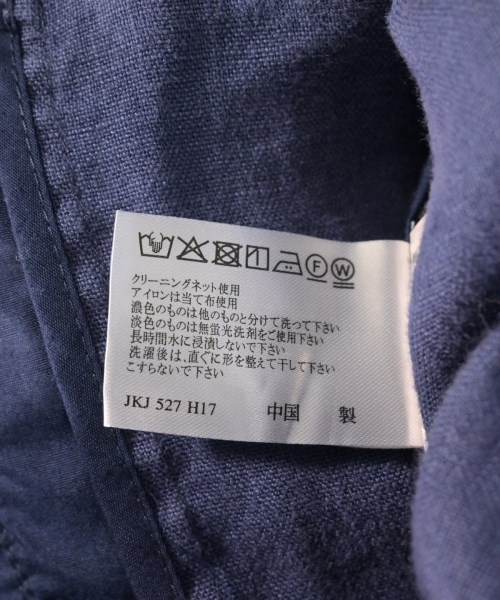 F W
クリーニングネット使用
アイロンは当て布使用
濃色のものは他のものと分けて洗って下さい
淡色のものは無蛍光洗剤をご使用下さい
長時間水に浸漬しないで下さい
洗濯後は、直ぐに形を整えて干して下さい
こすらないで下さい
JKJ 527 H17 中国 製